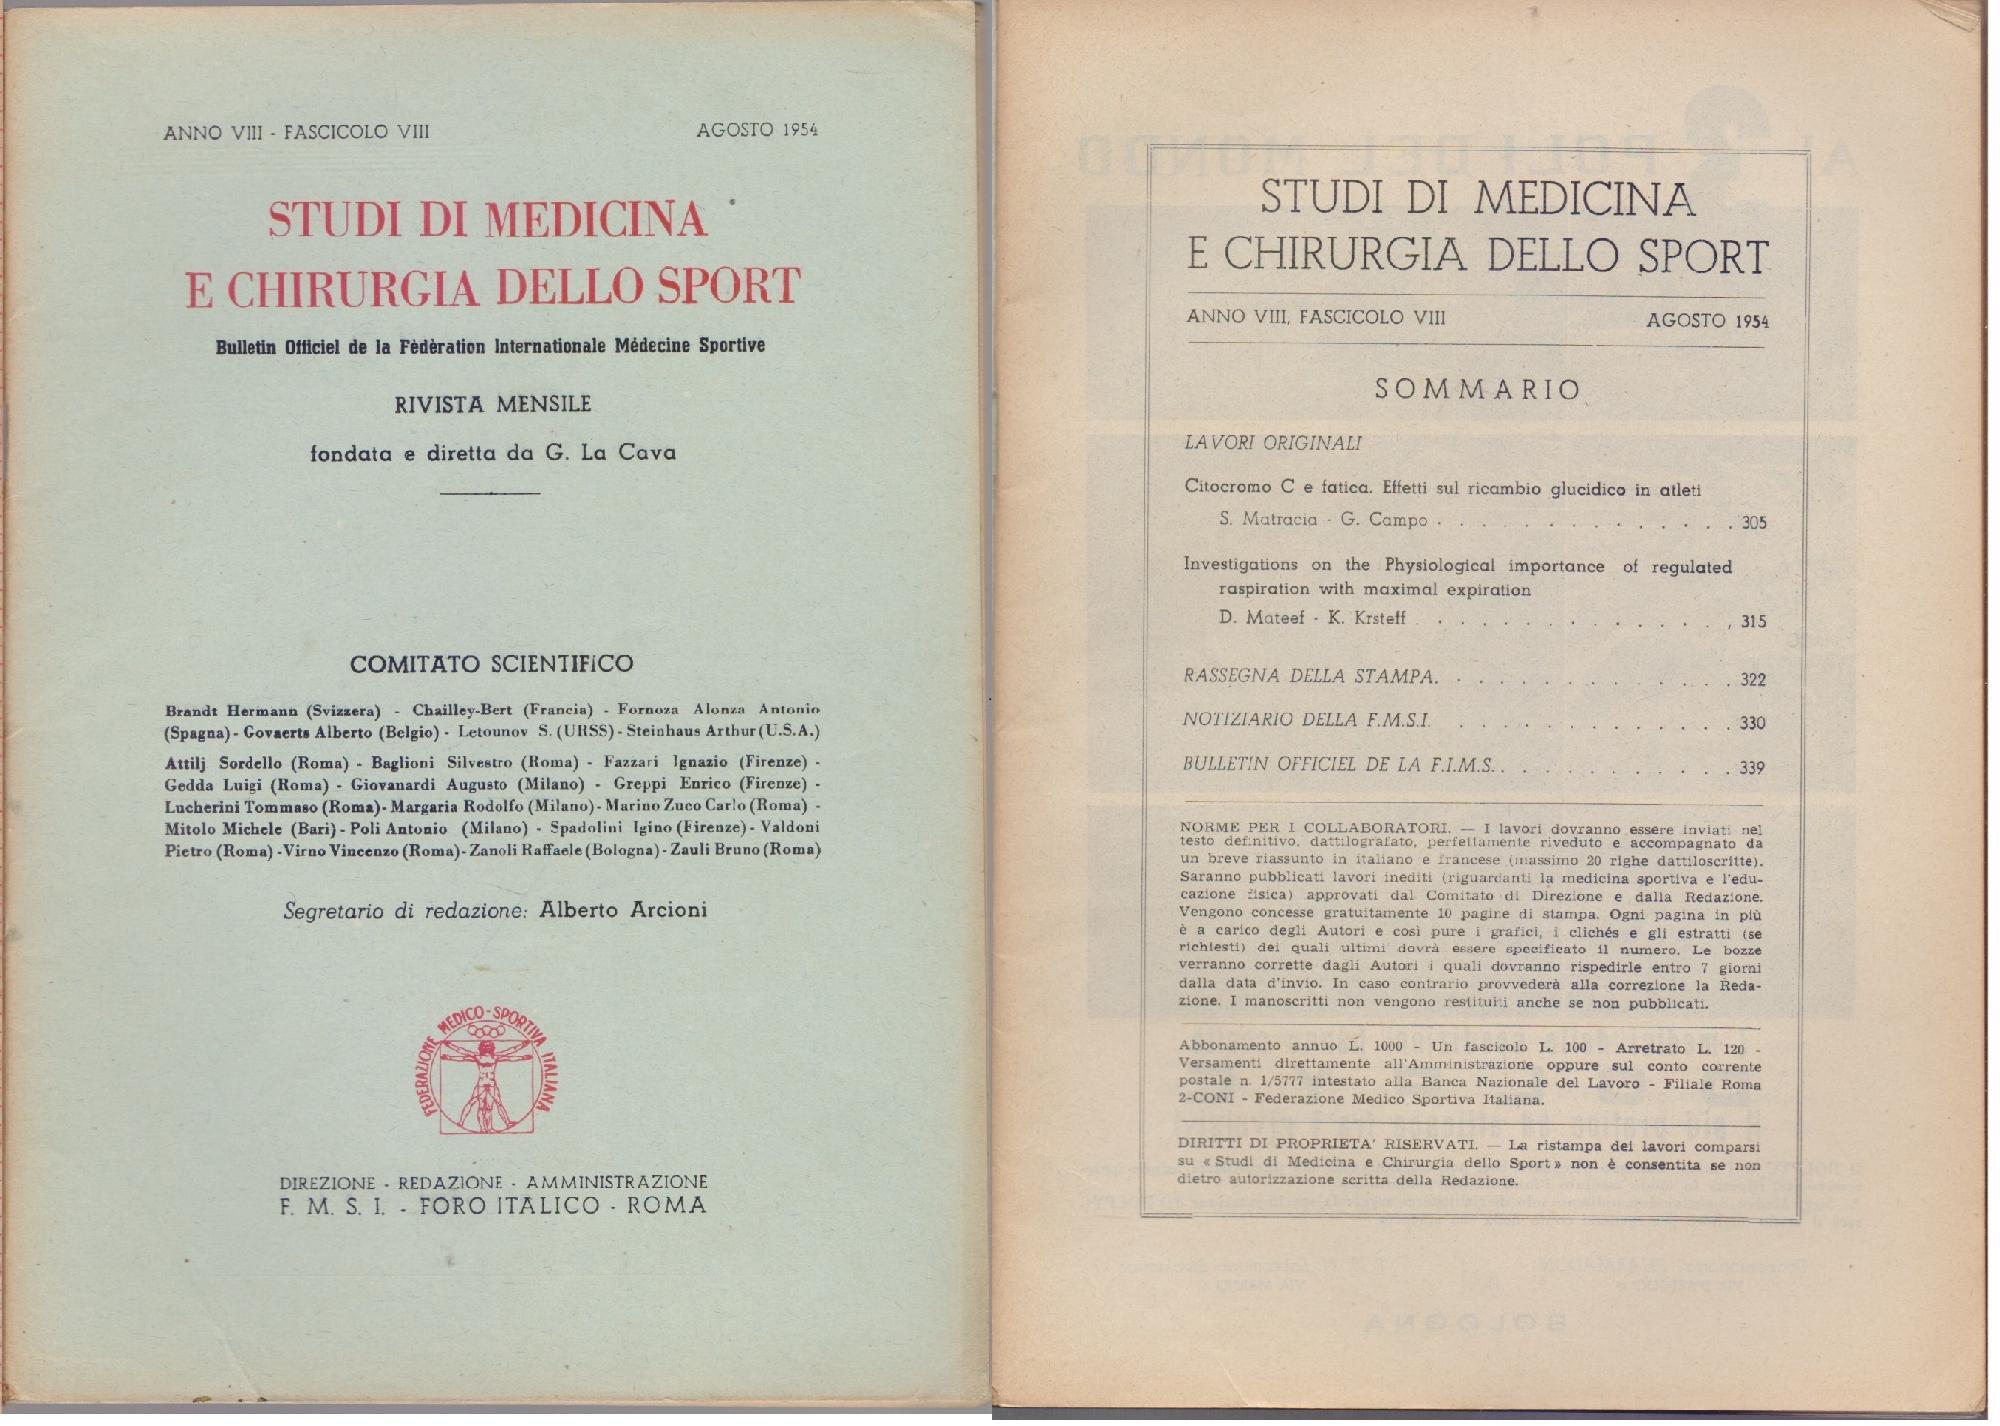 ANNO VIII - FASCICOLO VIII AGOSTO 1954
STUDI DI MEDICINA
E CHIRURGIA DELLO SPORT
Bulletin Officiel de la Fèdèration Internationale Médecine Sportive
RIVISTA MENSILE
fondata e diretta da G. La Cava
COMITATO SCIENTIFICO
Brandt Hermann (Svizzera) - Chailley-Bert (Francia) - Fornoza Alonza Antonio
(Spagna) - Govaerts Alberto (Belgio) - Letounov S. (URSS) - Steinhaus Arthur (U.S.A.)
Attilj Sordello (Roma) - Baglioni Silvestro (Roma) - Fazzari Ignazio (Firenze) -
Gedda Luigi (Roma) - Giovanardi Augusto (Milano) - Greppi Enrico (Firenze) -
Lucherini Tommaso (Roma) - Margaria Rodolfo (Milano) - Marino Zuco Carlo (Roma) -
Mitolo Michele (Bari) - Poli Antonio (Milano) - Spadolini Igino (Firenze) - Valdoni
Pietro (Roma) - Virno Vincenzo (Roma) - Zanoli Raffaele (Bologna) - Zauli Bruno (Roma)
Segretario di redazione: Alberto Arcioni
FEDERAZIONE MEDICO-SPORTIVA ITALIANA
DIREZIONE - REDAZIONE - AMMINISTRAZIONE
F. M. S. I. - FORO ITALICO - ROMA
STUDI DI MEDICINA
E CHIRURGIA DELLO SPORT
ANNO VIII, FASCICOLO VIII AGOSTO 1954
SOMMARIO
LAVORI ORIGINALI
Citocromo C e fatica. Effetti sul ricambio glucidico in atleti
S. Matracia - G. Campo . . . . . . . . . . . . . . 305
Investigations on the Physiological importance of regulated
raspiration with maximal expiration
D. Mateef - K. Krsteff . . . . . . . . . . . . . . 315
RASSEGNA DELLA STAMPA. . . . . . . . . . . . . . 322
NOTIZIARIO DELLA F.M.S.I. . . . . . . . . . . . . . 330
BULLETIN OFFICIEL DE LA F.I.M.S. . . . . . . . . . . . . 339
NORME PER I COLLABORATORI. — I lavori dovranno essere inviati nel
testo definitivo, dattilografato, perfettamente riveduto e accompagnato da
un breve riassunto in italiano e francese (massimo 20 righe dattiloscritte).
Saranno pubblicati lavori inediti (riguardanti la medicina sportiva e l'edu-
cazione fisica) approvati dal Comitato di Direzione e dalla Redazione.
Vengono concesse gratuitamente 10 pagine di stampa. Ogni pagina in più
è a carico degli Autori e così pure i grafici, i clichés e gli estratti (se
richiesti) dei quali ultimi dovrà essere specificato il numero. Le bozze
verranno corrette dagli Autori i quali dovranno rispedirle entro 7 giorni
dalla data d'invio. In caso contrario provvederà alla correzione la Reda-
zione. I manoscritti non vengono restituiti anche se non pubblicati.
Abbonamento annuo L. 1000 - Un fascicolo L. 100 - Arretrato L. 120 -
Versamenti direttamente all'Amministrazione oppure sul conto corrente
postale n. 1/5777 intestato alla Banca Nazionale del Lavoro - Filiale Roma
2-CONI - Federazione Medico Sportiva Italiana.
DIRITTI DI PROPRIETA' RISERVATI. — La ristampa dei lavori comparsi
su « Studi di Medicina e Chirurgia dello Sport » non è consentita se non
dietro autorizzazione scritta della Redazione.